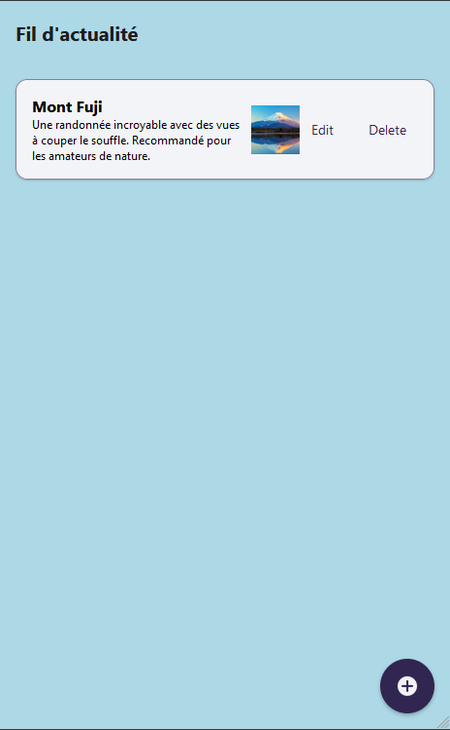 Fil d'actualité
Mont Fuji
Une randonnée incroyable avec des vues
à couper le souffle. Recommandé pour
les amateurs de nature.
Edit
Delete